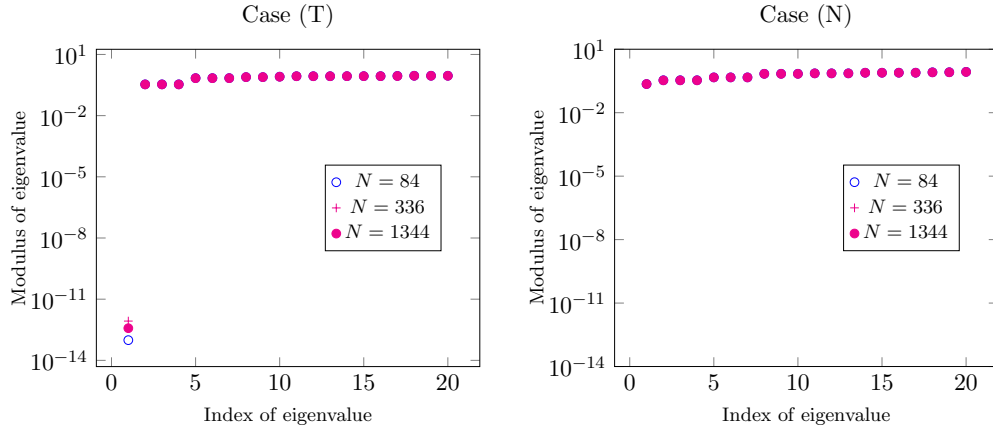 Case (T)
Modulus of eigenvalue
10^1
10^-2
10^-5
10^-8
10^-11
10^-14
N = 84
N = 336
N = 1344
0 5 10 15 20
Index of eigenvalue
Case (N)
Modulus of eigenvalue
10^1
10^-2
10^-5
10^-8
10^-11
10^-14
N = 84
N = 336
N = 1344
0 5 10 15 20
Index of eigenvalue